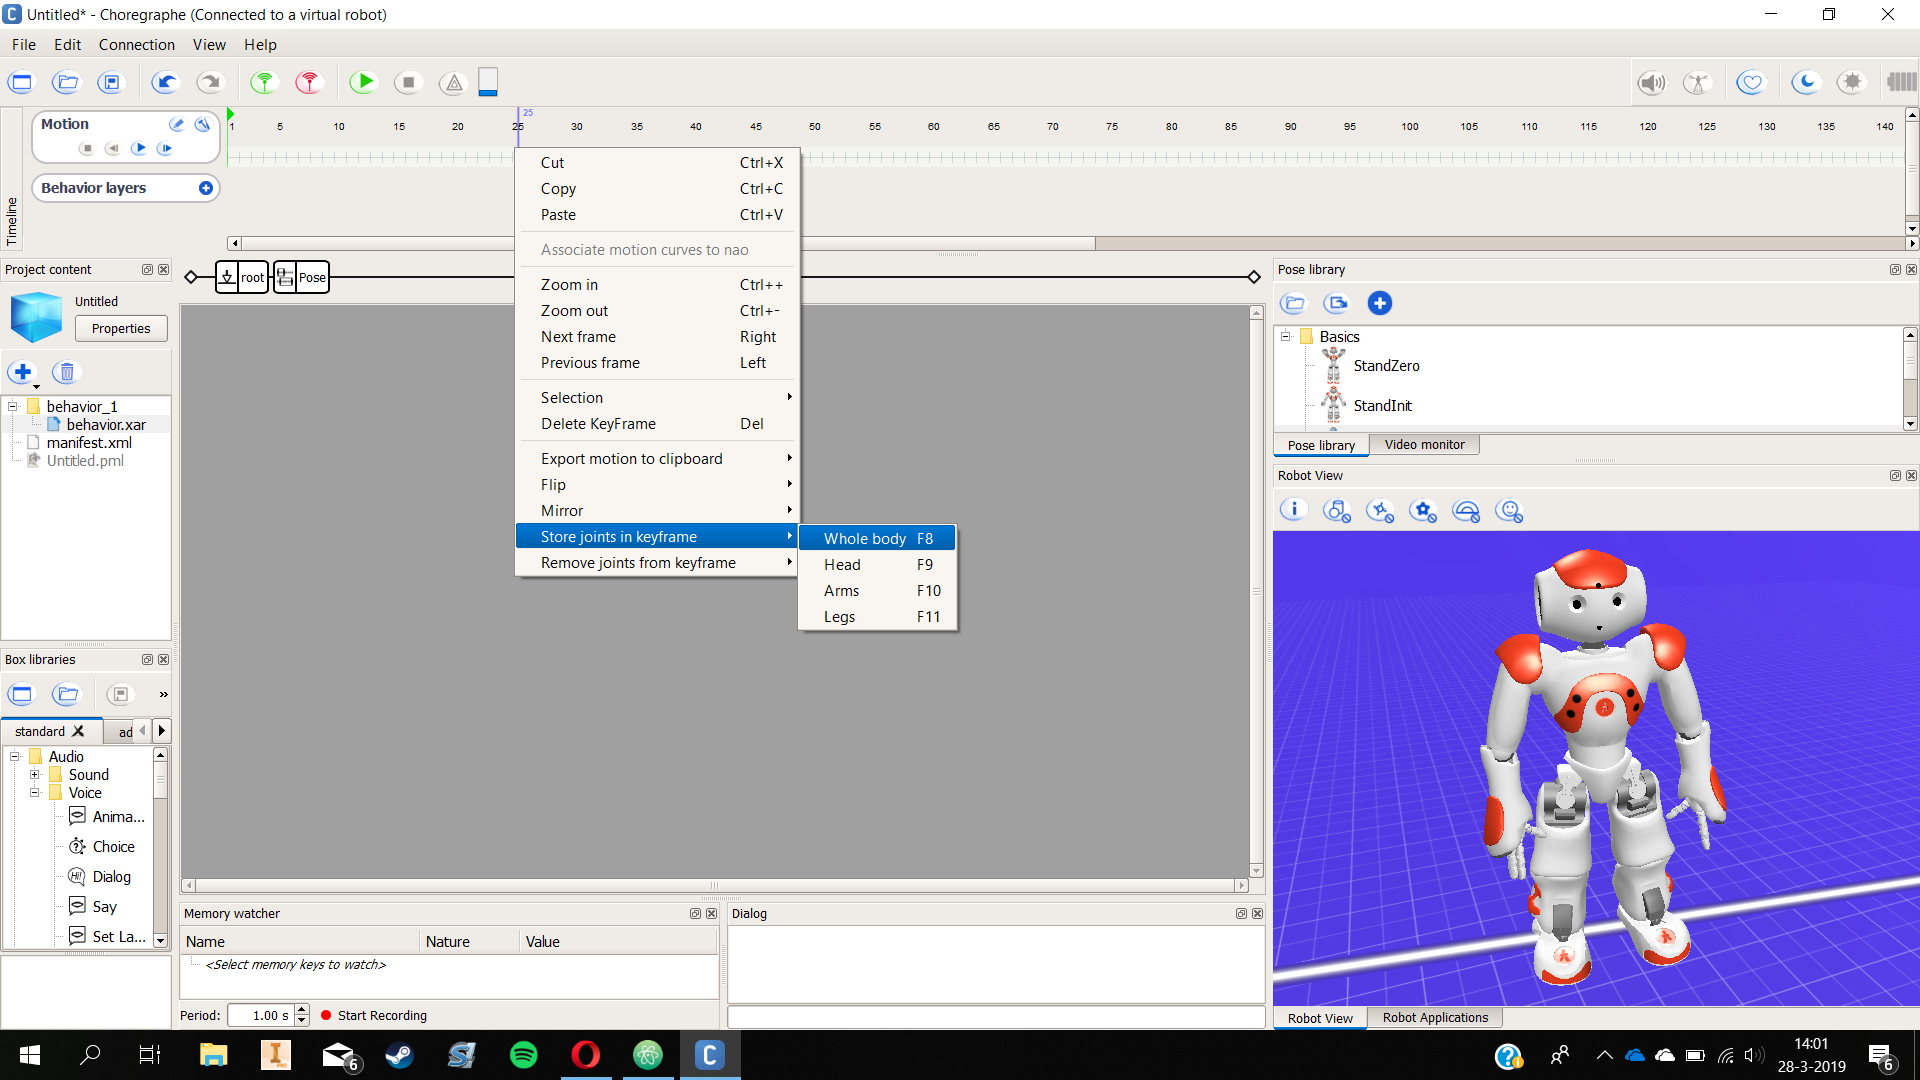 Untitled* - Choregraphe (Connected to a virtual robot)
File Edit Connection View Help
Motion
25
1 5 10 15 20 25 30 35 40 45 50 55 60 65 70 75 80 85 90 95 100 105 110 115 120 125 130 135 140
Behavior layers
Timeline
Cut Ctrl+X
Copy Ctrl+C
Paste Ctrl+V
Associate motion curves to nao
Zoom in Ctrl++
Zoom out Ctrl+-
Next frame Right
Previous frame Left
Selection
Delete KeyFrame Del
Export motion to clipboard
Flip
Mirror
Store joints in keyframe
Remove joints from keyframe
Whole body F8
Head F9
Arms F10
Legs F11
root Pose
Project content
Untitled
Properties
behavior_1
behavior.xar
manifest.xml
Untitled.pml
Box libraries
»
standard X ad
Audio
Sound
Voice
Anima...
Choice
Dialog
Say
Set La...
Memory watcher
Name Nature Value
<Select memory keys to watch>
Period: 1.00 s Start Recording
Dialog
Pose library
Basics
StandZero
StandInit
Pose library Video monitor
Robot View
Robot View Robot Applications
6
14:01
28-3-2019
6